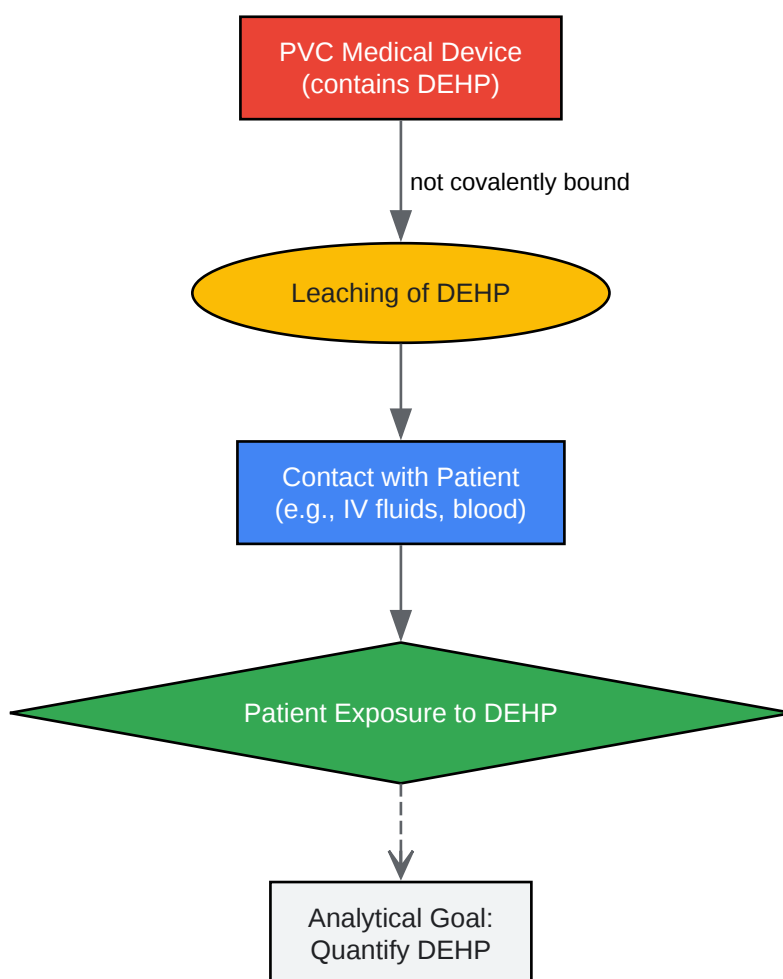 PVC Medical Device
(contains DEHP)
not covalently bound
Leaching of DEHP
Contact with Patient
(e.g., IV fluids, blood)
Patient Exposure to DEHP
Analytical Goal:
Quantify DEHP